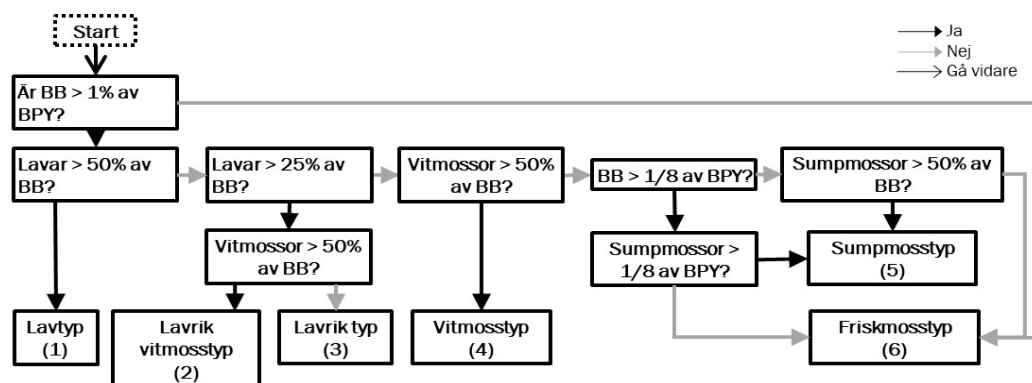 Start
Ja
Nej
Gå vidare
Är BB > 1% av
BPY?
Lavar > 50% av
BB?
Lavar > 25% av
BB?
Vitmossor > 50%
av BB?
BB > 1/8 av BPY?
Sumpmossor > 50% av
BB?
Vitmossor > 50%
av BB?
Sumpmossor >
1/8 av BPY?
Sumpmosstyp
(5)
Lavtyp
(1)
Lavrik
vitmosstyp
(2)
Lavrik typ
(3)
Vitmosstyp
(4)
Friskmosstyp
(6)